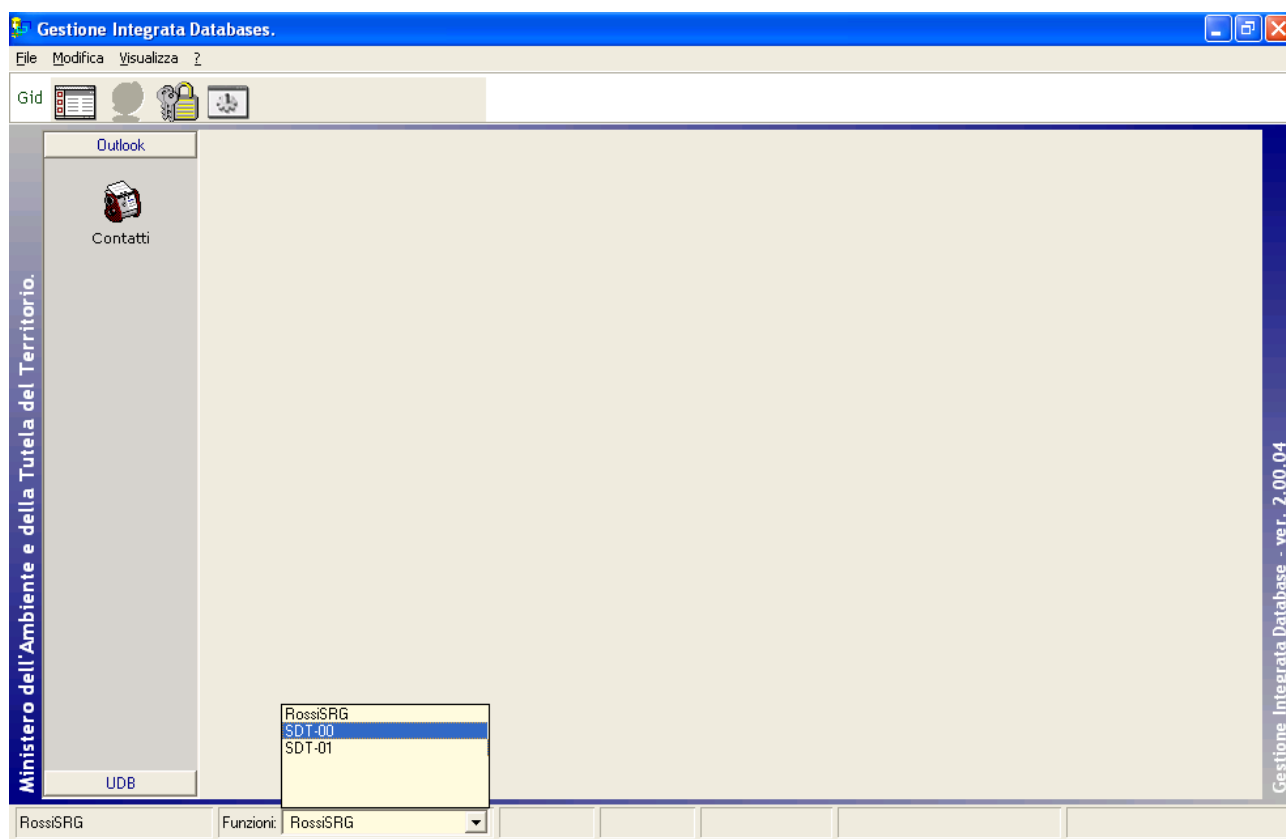 Gestione Integrata Databases.
File Modifica Visualizza ?
Gid
Outlook
Contatti
Ministero dell'Ambiente e della Tutela del Territorio.
Gestione Integrata Database - ver. 2.00.04
UDB
RossiSRG
SDT-00
SDT-01
RossiSRG
Funzioni: RossiSRG